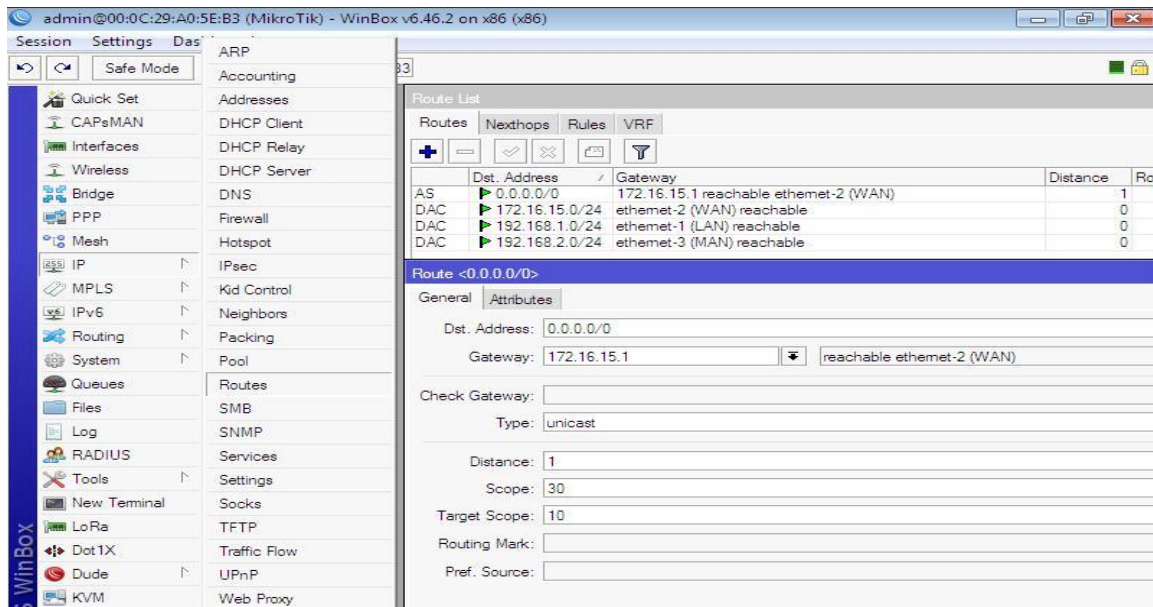 admin@00:0C:29:A0:5E:B3 (MikroTik) - WinBox v6.46.2 on x86 (x86)
Session Settings
Safe Mode
Quick Set
CAPsMAN
Interfaces
Wireless
Bridge
PPP
Mesh
IP
MPLS
IPv6
Routing
System
Queues
Files
Log
RADIUS
Tools
New Terminal
LoRa
Dot1X
Dude
KVM
WinBox
ARP
Accounting
Addresses
DHCP Client
DHCP Relay
DHCP Server
DNS
Firewall
Hotspot
IPsec
Kid Control
Neighbors
Packing
Pool
Routes
SMB
SNMP
Services
Settings
Socks
TFTP
Traffic Flow
UPnP
Web Proxy
Route List
Routes Nexthops Rules VRF
Dst. Address / Gateway Distance Ro
AS 0.0.0.0/0 172.16.15.1 reachable ethernet-2 (WAN) 1
DAC 172.16.15.0/24 ethernet-2 (WAN) reachable 0
DAC 192.168.1.0/24 ethernet-1 (LAN) reachable 0
DAC 192.168.2.0/24 ethernet-3 (MAN) reachable 0
Route <0.0.0.0/0>
General Attributes
Dst. Address: 0.0.0.0/0
Gateway: 172.16.15.1 reachable ethernet-2 (WAN)
Check Gateway:
Type: unicast
Distance: 1
Scope: 30
Target Scope: 10
Routing Mark:
Pref. Source: